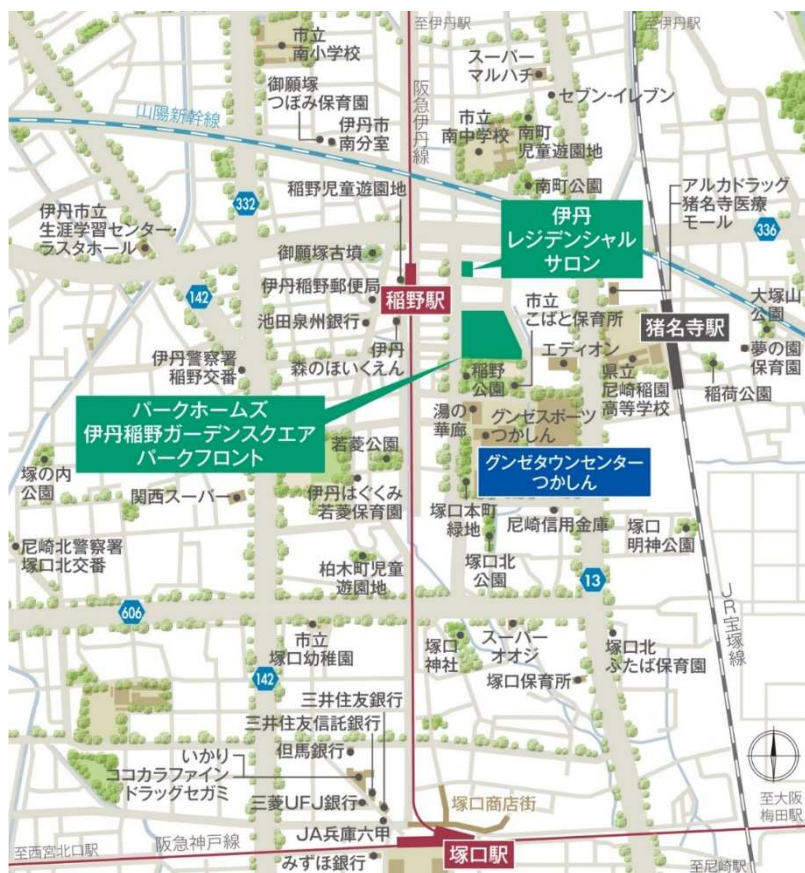 至伊丹駅
至伊丹駅
市立
南小学校
スーパー
マルハチ
御願塚
つぼみ保育園
セブン-イレブン
阪急伊丹線
山陽新幹線
伊丹市
南分室
市立
南中学校
南町
児童遊園地
稲野児童遊園地
南町公園
アルカドラッグ
猪名寺医療
モール
332
伊丹市立
生涯学習センター・
ラスタホール
伊丹
レジデンシャル
サロン
336
御願塚古墳
142
伊丹稲野郵便局
稲野駅
市立
こばと保育所
大塚山
公園
池田泉州銀行
猪名寺駅
伊丹
森のほいくえん
エディオン
夢の園
保育園
伊丹警察署
稲野交番
稲野
公園
県立
尼崎稲園
高等学校
稲荷公園
パークホームズ
伊丹稲野ガーデンスクエア
パークフロント
湯の
華廊
グンゼスポーツ
つかしん
若菱公園
グンゼタウンセンター
つかしん
塚の内
公園
関西スーパー
伊丹はぐくみ
若菱保育園
塚口本町
緑地
尼崎信用金庫
塚口
明神公園
尼崎北警察署
塚口北交番
柏木町児童
遊園地
塚口北
公園
13
JR宝塚線
606
市立
塚口幼稚園
塚口
神社
スーパー
オオジ
塚口北
ふたば保育園
142
塚口保育所
三井住友銀行
三井住友信託銀行
いかり
但馬銀行
ココカラファイン
ドラッグセガミ
三菱UFJ銀行
塚口商店街
至大阪
梅田駅
JA兵庫六甲
阪急神戸線
至西宮北口駅
塚口駅
みずほ銀行
至尼崎駅